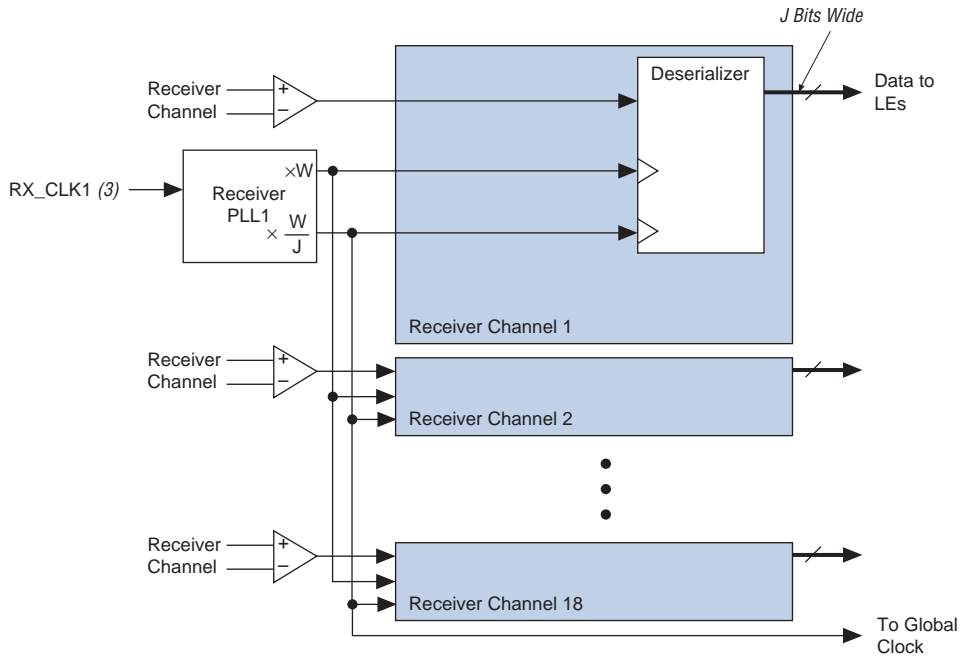 J Bits Wide
Deserializer
Data to
LEs
Receiver
Channel
+
–
RX_CLK1 (3)
×W
Receiver
PLL1
× W
J
Receiver Channel 1
Receiver
Channel
+
–
Receiver Channel 2
Receiver
Channel
+
–
Receiver Channel 18
To Global
Clock